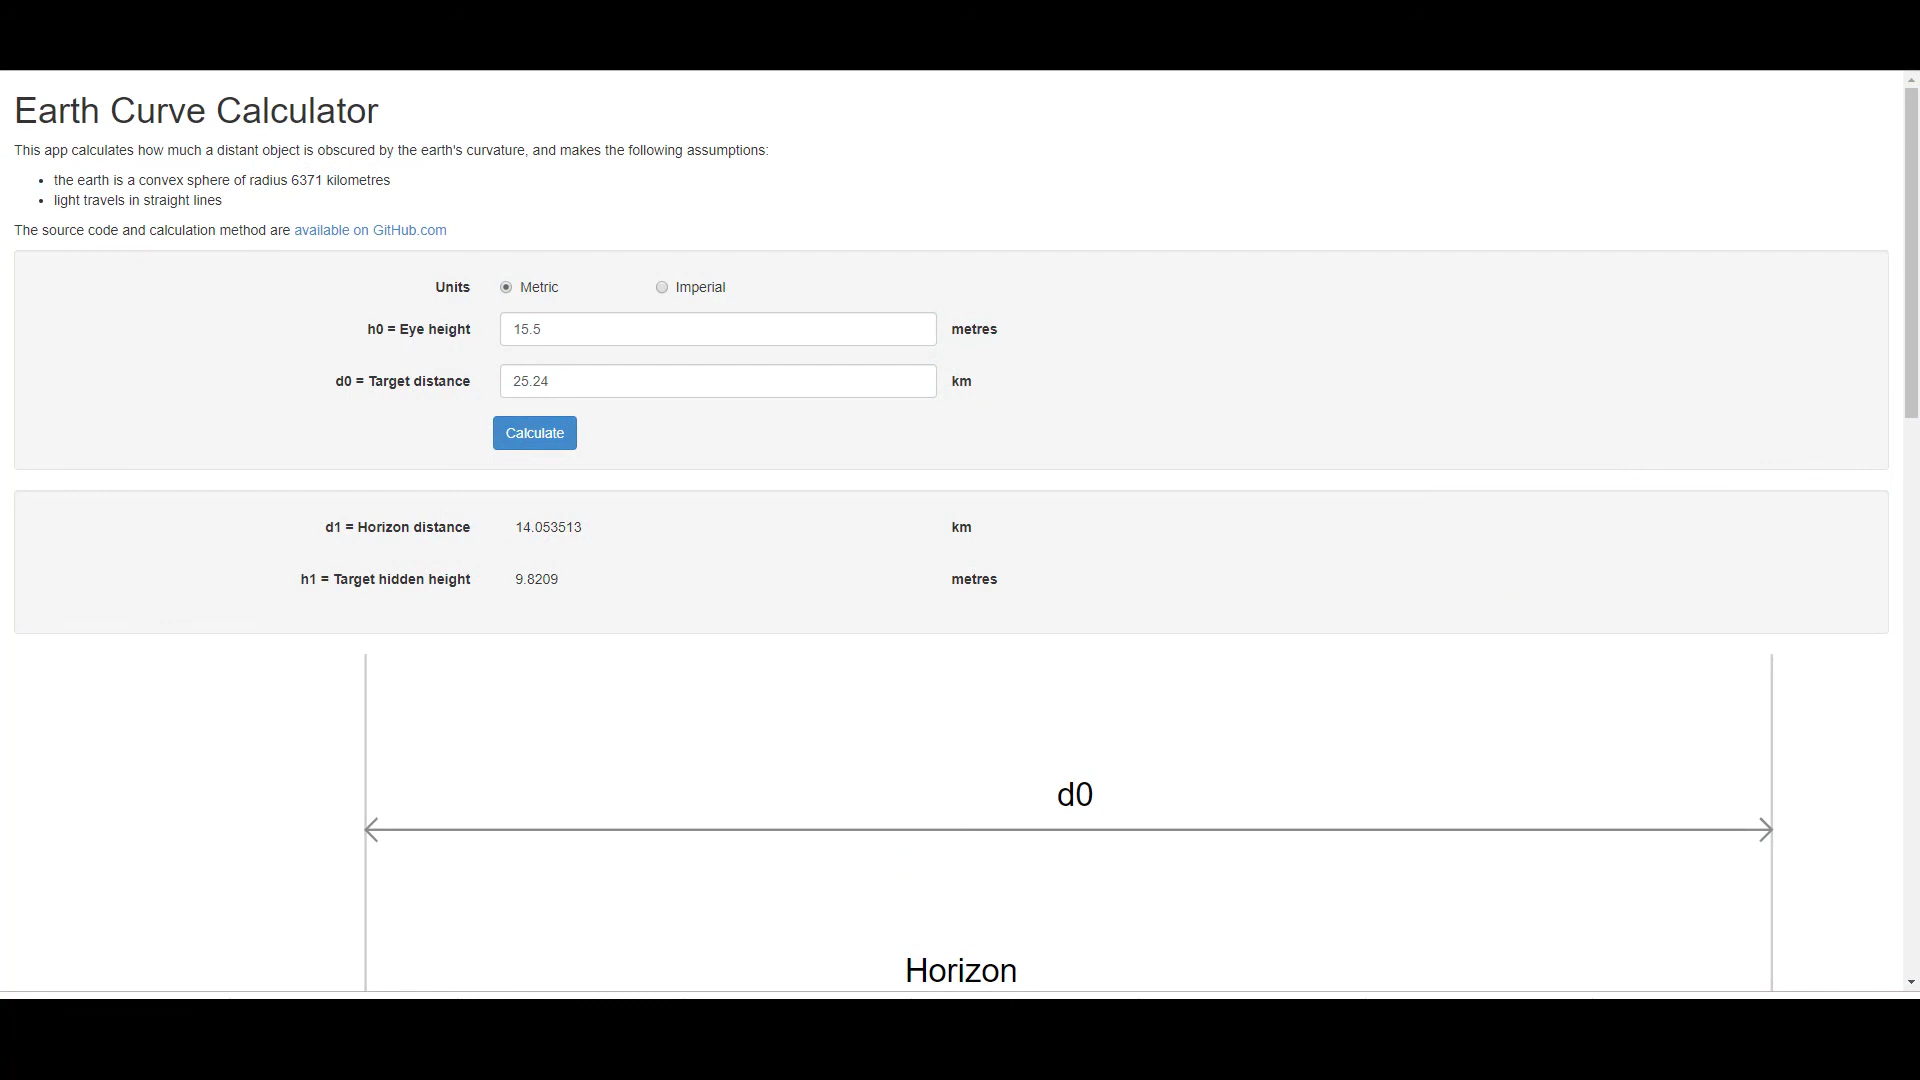 Earth Curve Calculator
This app calculates how much a distant object is obscured by the earth's curvature, and makes the following assumptions:
• the earth is a convex sphere of radius 6371 kilometres
• light travels in straight lines
The source code and calculation method are available on GitHub.com
Units Metric Imperial
h0 = Eye height 15.5 metres
d0 = Target distance 25.24 km
Calculate
d1 = Horizon distance 14.053513 km
h1 = Target hidden height 9.8209 metres
d0
Horizon